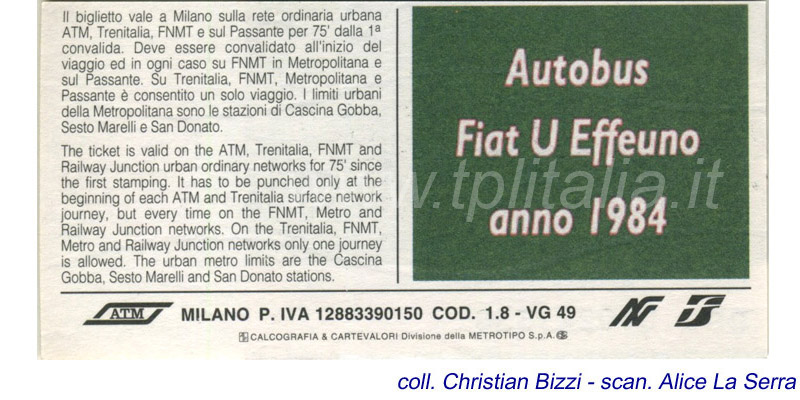 Il biglietto vale a Milano sulla rete ordinaria urbana
ATM, Trenitalia, FNMT e sul Passante per 75' dalla 1ª
convalida. Deve essere convalidato all'inizio del
viaggio ed in ogni caso su FNMT in Metropolitana e
sul Passante. Su Trenitalia, FNMT, Metropolitana e
Passante è consentito un solo viaggio. I limiti urbani
della Metropolitana sono le stazioni di Cascina Gobba,
Sesto Marelli e San Donato.
The ticket is valid on the ATM, Trenitalia, FNMT and
Railway Junction urban ordinary networks for 75' since
the first stamping. It has to be punched only at the
beginning of each ATM and Trenitalia surface network
journey, but every time on the FNMT, Metro and
Railway Junction networks. On the Trenitalia, FNMT,
Metro and Railway Junction networks only one journey
is allowed. The urban metro limits are the Cascina
Gobba, Sesto Marelli and San Donato stations.
Autobus
Fiat U Effeuno
anno 1984
www.tplitalia.it
ATM MILANO P. IVA 12883390150 COD. 1.8 - VG 49
CALCOGRAFIA & CARTEVALORI Divisione della METROTIPO S.p.A.
coll. Christian Bizzi - scan. Alice La Serra